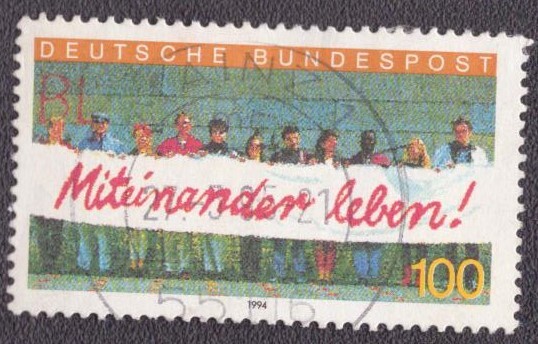 DEUTSCHE BUNDESPOST
Miteinander leben!
100
1994